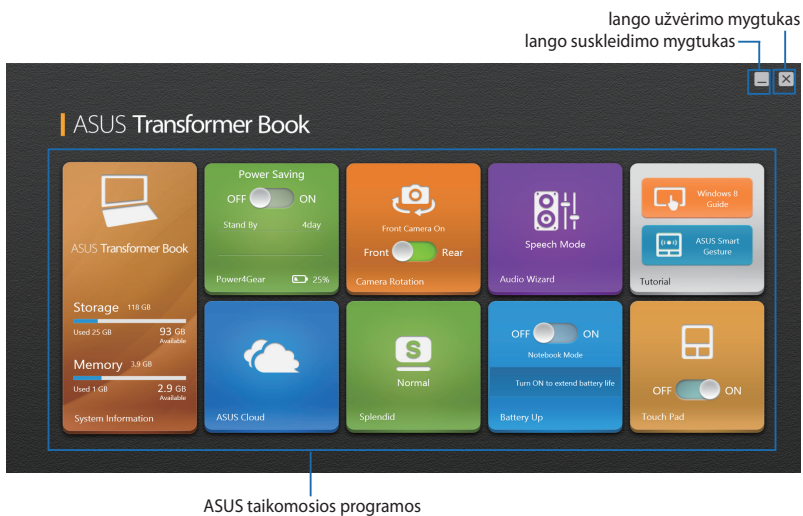 lango užvėrimo mygtukas
lango suskleidimo mygtukas
ASUS Transformer Book
ASUS Transformer Book
Storage 118 GB
Used 25 GB 93 GB
Available
Memory 3.9 GB
Used 1 GB 2.9 GB
Available
System Information
Power Saving
OFF ON
Stand By 4day
Power4Gear 25%
Front Camera On
Front Rear
Camera Rotation
Speech Mode
Audio Wizard
Windows 8
Guide
ASUS Smart
Gesture
Tutorial
ASUS Cloud
S
Normal
Splendid
OFF ON
Notebook Mode
Turn ON to extend battery life
Battery Up
OFF ON
Touch Pad
ASUS taikomosios programos